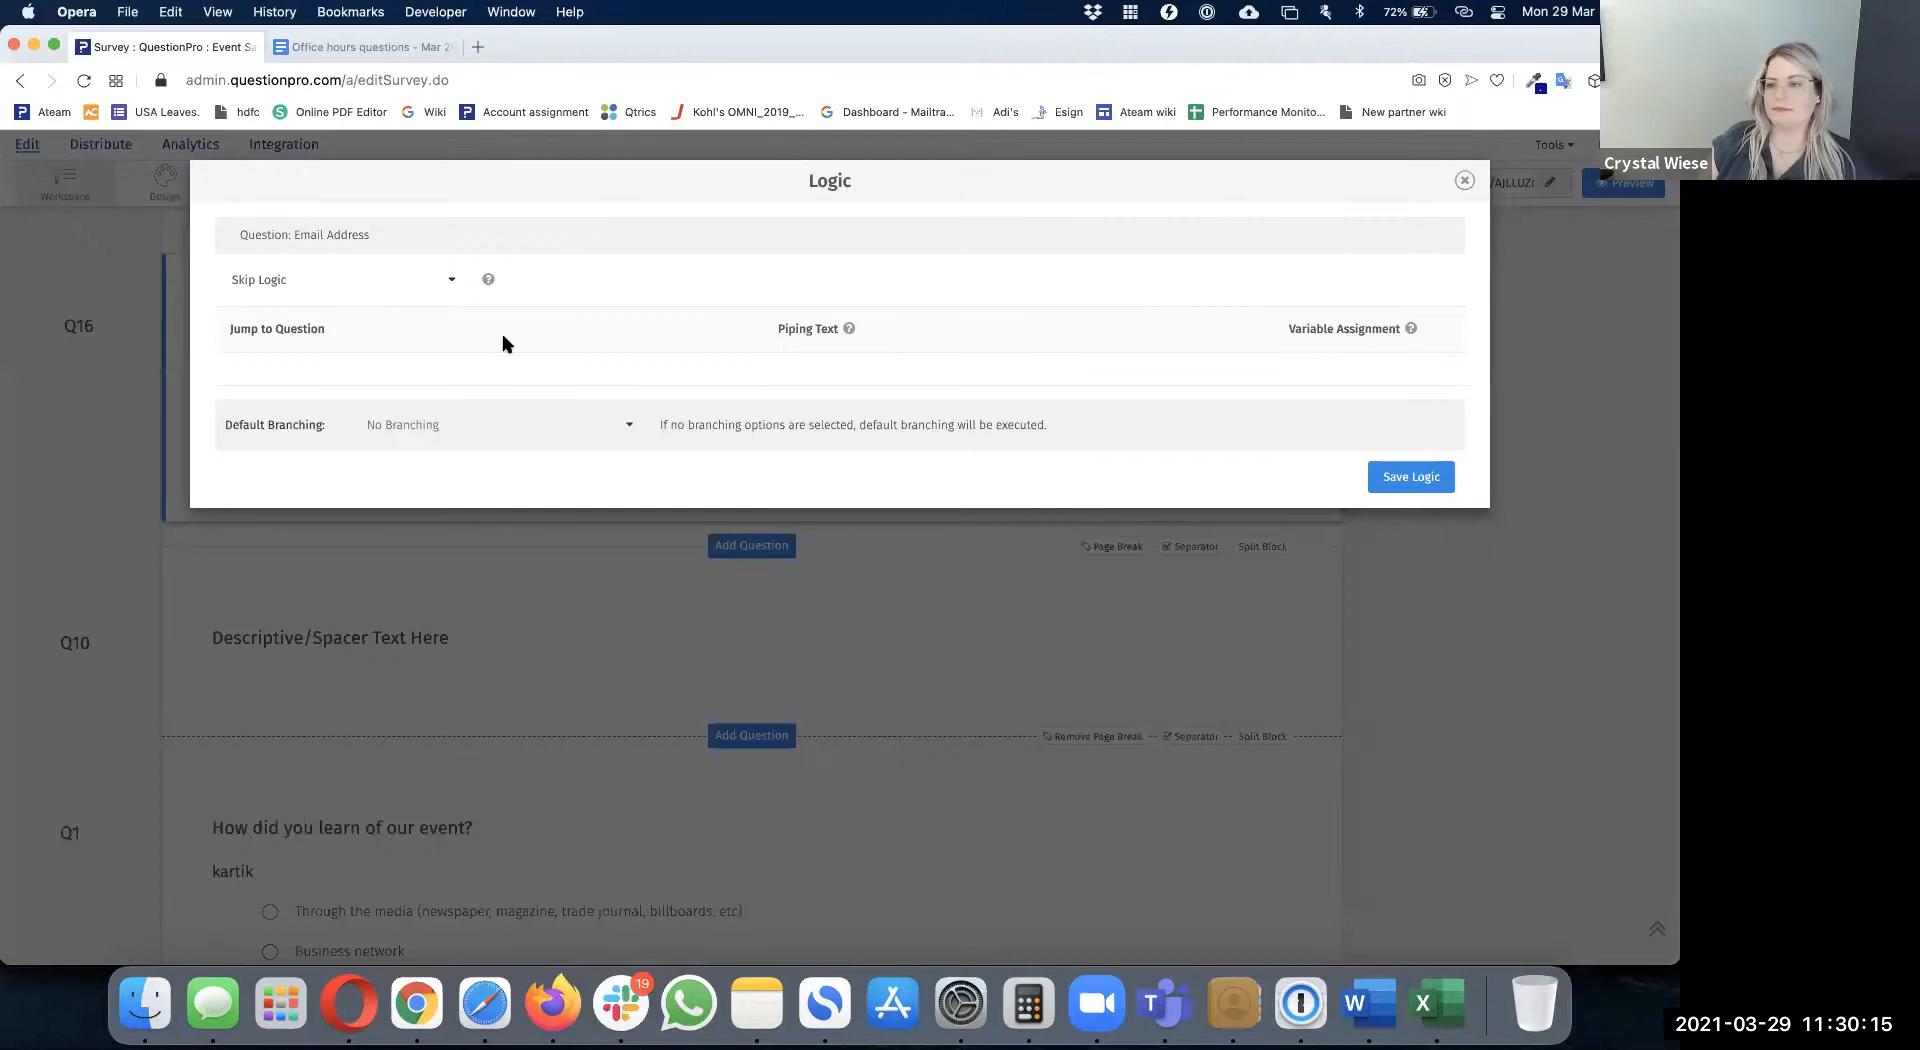 Opera File Edit View History Bookmarks Developer Window Help 72% Mon 29 Mar
Survey : QuestionPro : Event Sa Office hours questions - Mar 2
admin.questionpro.com/a/editSurvey.do
Ateam USA Leaves. hdfc Online PDF Editor Wiki Account assignment Qtrics Kohl's OMNI_2019_... Dashboard - Mailtra... Adi's Esign Ateam wiki Performance Monito... New partner wki
Edit Distribute Analytics Integration Tools
Crystal Wiese
Workspace Design /AJLLUZi Preview
Logic
Question: Email Address
Skip Logic ?
Q16
Jump to Question Piping Text ? Variable Assignment ?
Default Branching: No Branching If no branching options are selected, default branching will be executed.
Save Logic
Add Question Page Break Separator Split Block
Q10 Descriptive/Spacer Text Here
Add Question Remove Page Break Separator Split Block
Q1 How did you learn of our event?
kartik
Through the media (newspaper, magazine, trade journal, billboards, etc)
Business network
19
T W X
2021-03-29 11:30:15